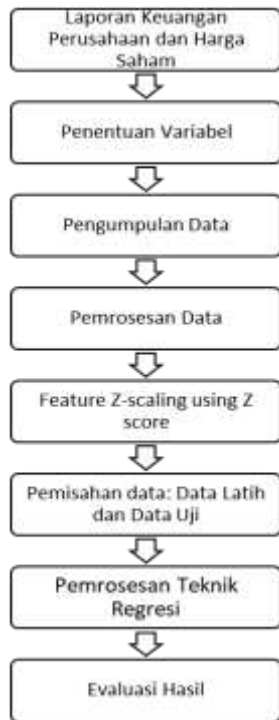 Laporan Keuangan
Perusahaan dan Harga
Saham
Penentuan Variabel
Pengumpulan Data
Pemrosesan Data
Feature Z-scaling using Z
score
Pemisahan data: Data Latih
dan Data Uji
Pemrosesan Teknik
Regresi
Evaluasi Hasil